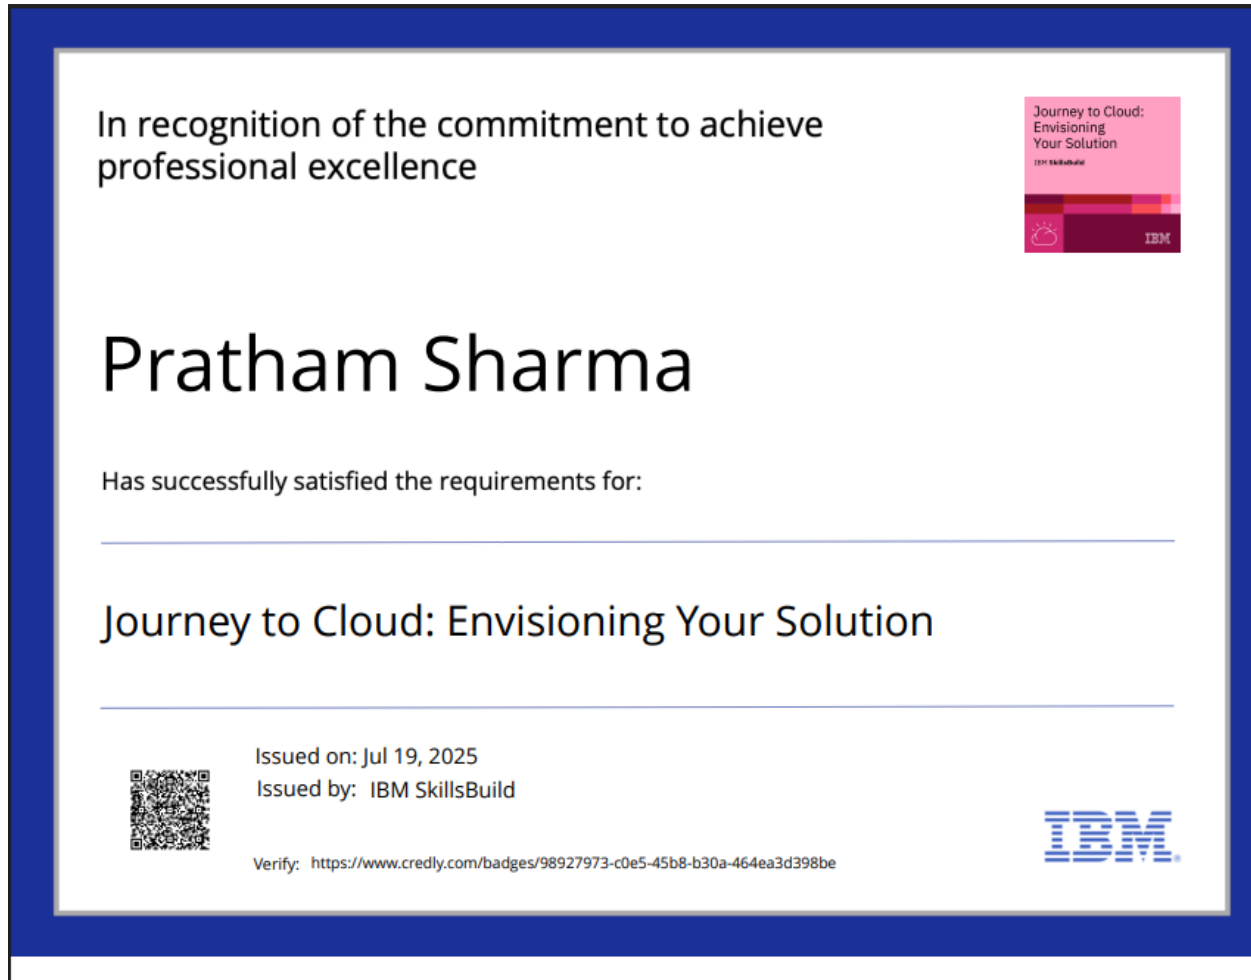 In recognition of the commitment to achieve
professional excellence
Journey to Cloud:
Envisioning
Your Solution
IBM SkillsBuild
IBM
Pratham Sharma
Has successfully satisfied the requirements for:
Journey to Cloud: Envisioning Your Solution
Issued on: Jul 19, 2025
Issued by: IBM SkillsBuild
Verify: https://www.credly.com/badges/98927973-c0e5-45b8-b30a-464ea3d398be
IBM.